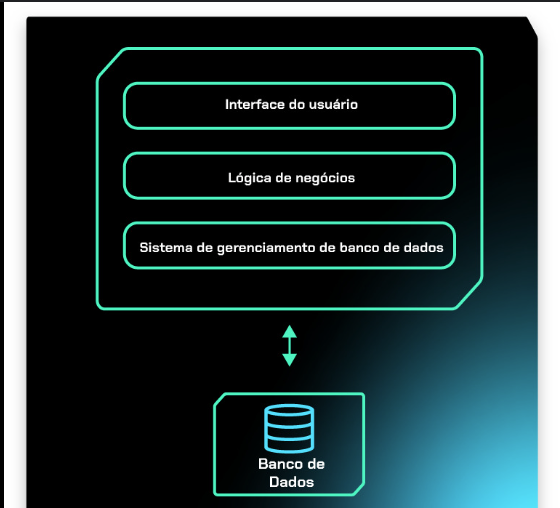 Interface do usuário
Lógica de negócios
Sistema de gerenciamento de banco de dados
Banco de
Dados